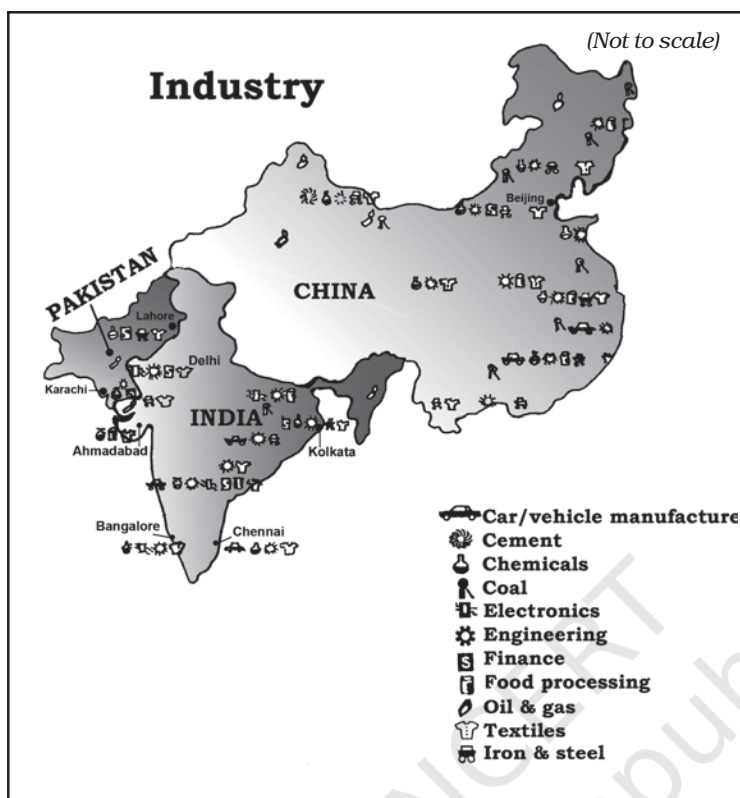 (Not to scale)
Industry
Beijing
PAKISTAN
CHINA
Lahore
Delhi
Karachi
INDIA
Ahmadabad
Kolkata
Bangalore
Chennai
Car/vehicle manufacture
Cement
Chemicals
Coal
Electronics
Engineering
Finance
Food processing
Oil & gas
Textiles
Iron & steel
NCERT